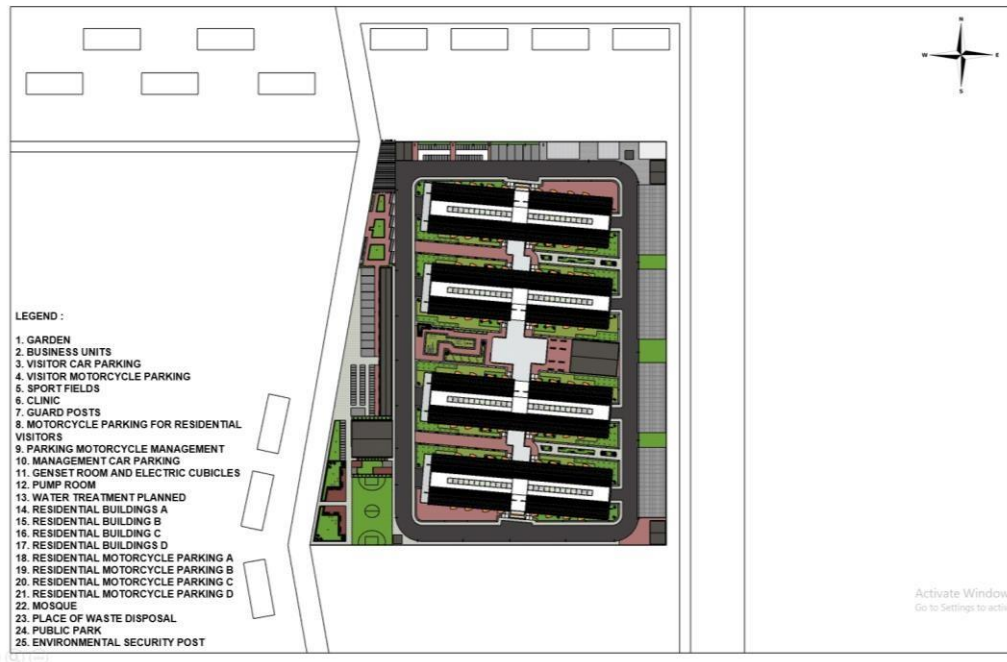 N
W
E
S
LEGEND :
1. GARDEN
2. BUSINESS UNITS
3. VISITOR CAR PARKING
4. VISITOR MOTORCYCLE PARKING
5. SPORT FIELDS
6. CLINIC
7. GUARD POSTS
8. MOTORCYCLE PARKING FOR RESIDENTIAL
VISITORS
9. PARKING MOTORCYCLE MANAGEMENT
10. MANAGEMENT CAR PARKING
11. GENSET ROOM AND ELECTRIC CUBICLES
12. PUMP ROOM
13. WATER TREATMENT PLANNED
14. RESIDENTIAL BUILDINGS A
15. RESIDENTIAL BUILDING B
16. RESIDENTIAL BUILDING C
17. RESIDENTIAL BUILDINGS D
18. RESIDENTIAL MOTORCYCLE PARKING A
19. RESIDENTIAL MOTORCYCLE PARKING B
20. RESIDENTIAL MOTORCYCLE PARKING C
21. RESIDENTIAL MOTORCYCLE PARKING D
22. MOSQUE
23. PLACE OF WASTE DISPOSAL
24. PUBLIC PARK
25. ENVIRONMENTAL SECURITY POST
Activate Window
Go to Settings to activ